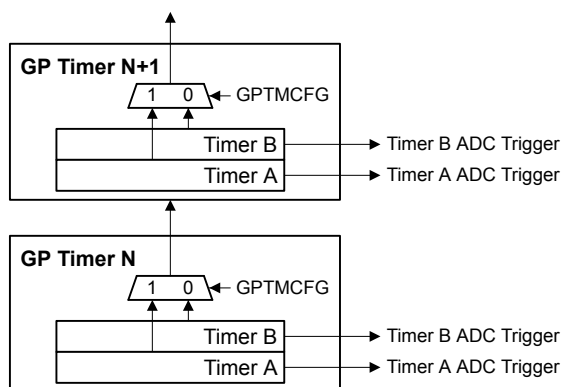 GP Timer N+1
1 0
GPTMCFG
Timer B
Timer B ADC Trigger
Timer A
Timer A ADC Trigger
GP Timer N
1 0
GPTMCFG
Timer B
Timer B ADC Trigger
Timer A
Timer A ADC Trigger